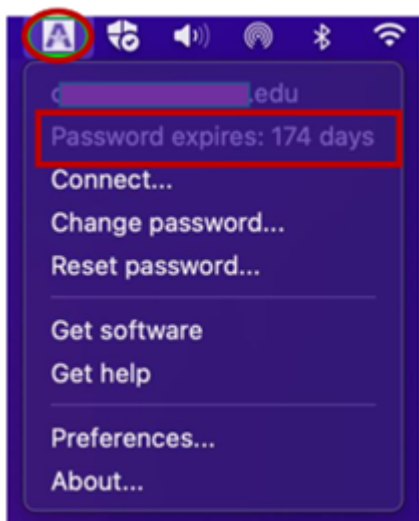 A
.edu
Password expires: 174 days
Connect...
Change password...
Reset password...
Get software
Get help
Preferences...
About...